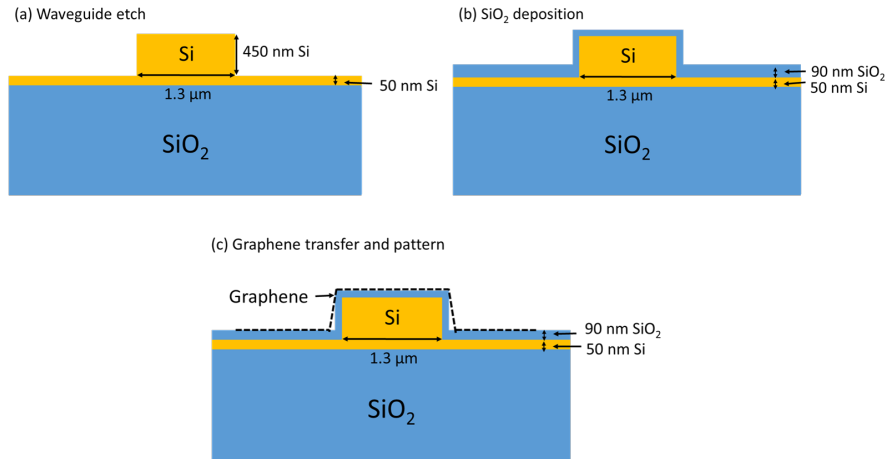 (a) Waveguide etch
Si
450 nm Si
50 nm Si
1.3 μm
SiO₂
(b) SiO₂ deposition
Si
90 nm SiO₂
50 nm Si
1.3 μm
SiO₂
(c) Graphene transfer and pattern
Graphene
Si
90 nm SiO₂
50 nm Si
1.3 μm
SiO₂